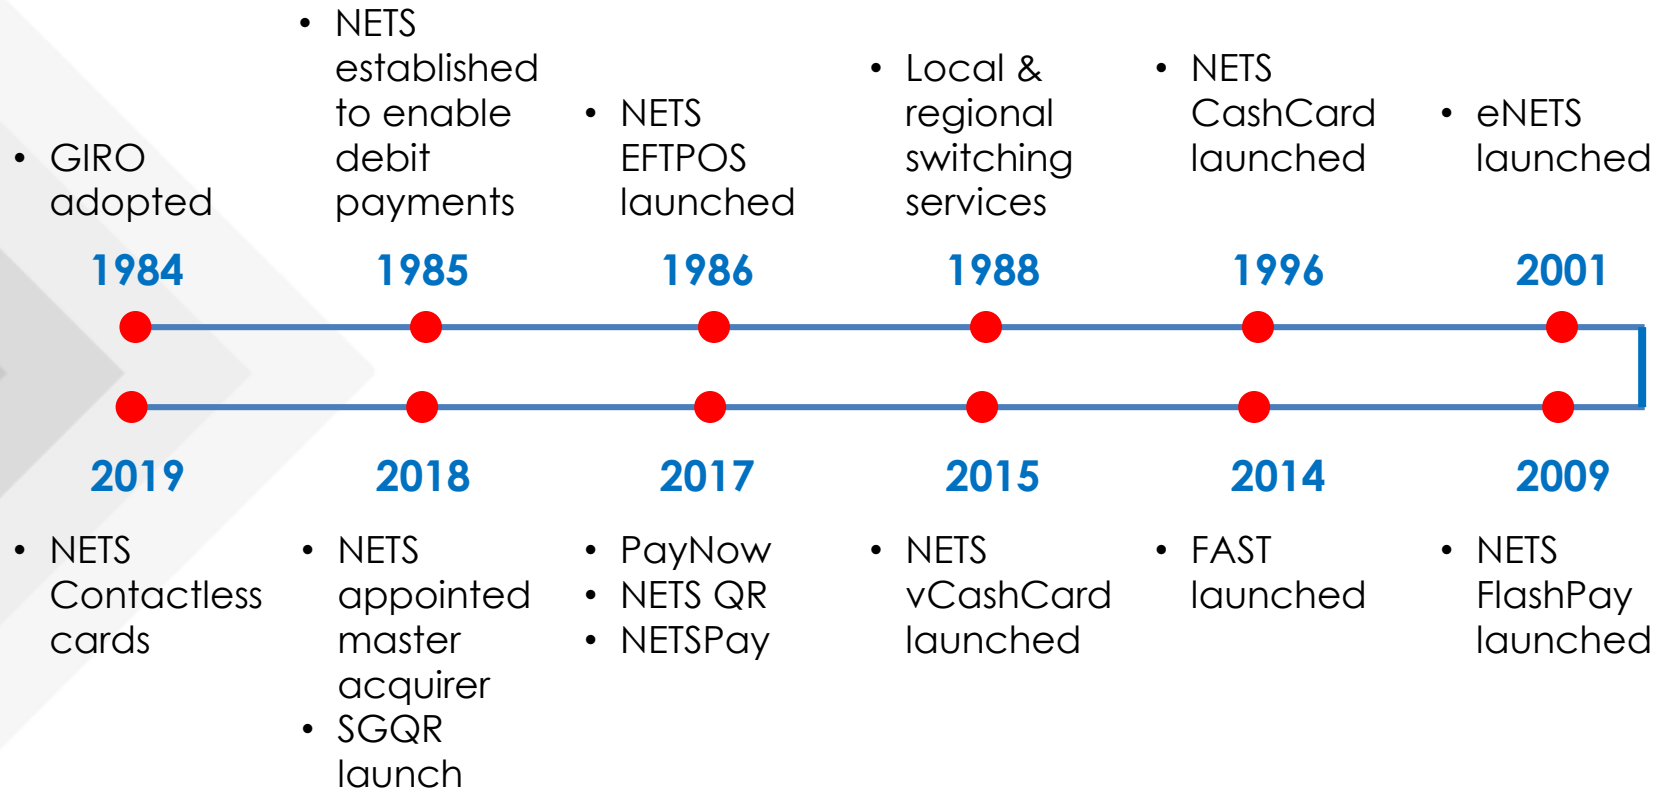 • GIRO
adopted
• NETS
established
to enable
debit
payments
• NETS
EFTPOS
launched
• Local &
regional
switching
services
• NETS
CashCard
launched
• eNETS
launched
1984
1985
1986
1988
1996
2001
2019
2018
2017
2015
2014
2009
• NETS
Contactless
cards
• NETS
appointed
master
acquirer
• SGQR
launch
• PayNow
• NETS QR
• NETSPay
• NETS
vCashCard
launched
• FAST
launched
• NETS
FlashPay
launched